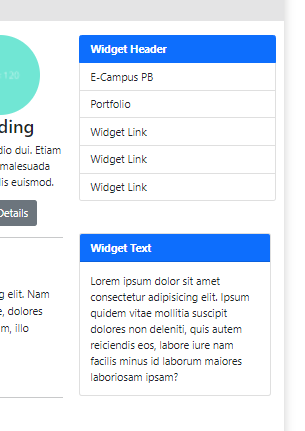 120
ding
dio dui. Etiam
malesuada
lis euismod.
Details
g elit. Nam
e, dolores
m, illo
Widget Header
E-Campus PB
Portfolio
Widget Link
Widget Link
Widget Link
Widget Text
Lorem ipsum dolor sit amet
consectetur adipisicing elit. Ipsum
quidem vitae mollitia suscipit
dolores non deleniti, quis autem
reiciendis eos, labore iure nam
facilis minus id laborum maiores
laboriosam ipsam?